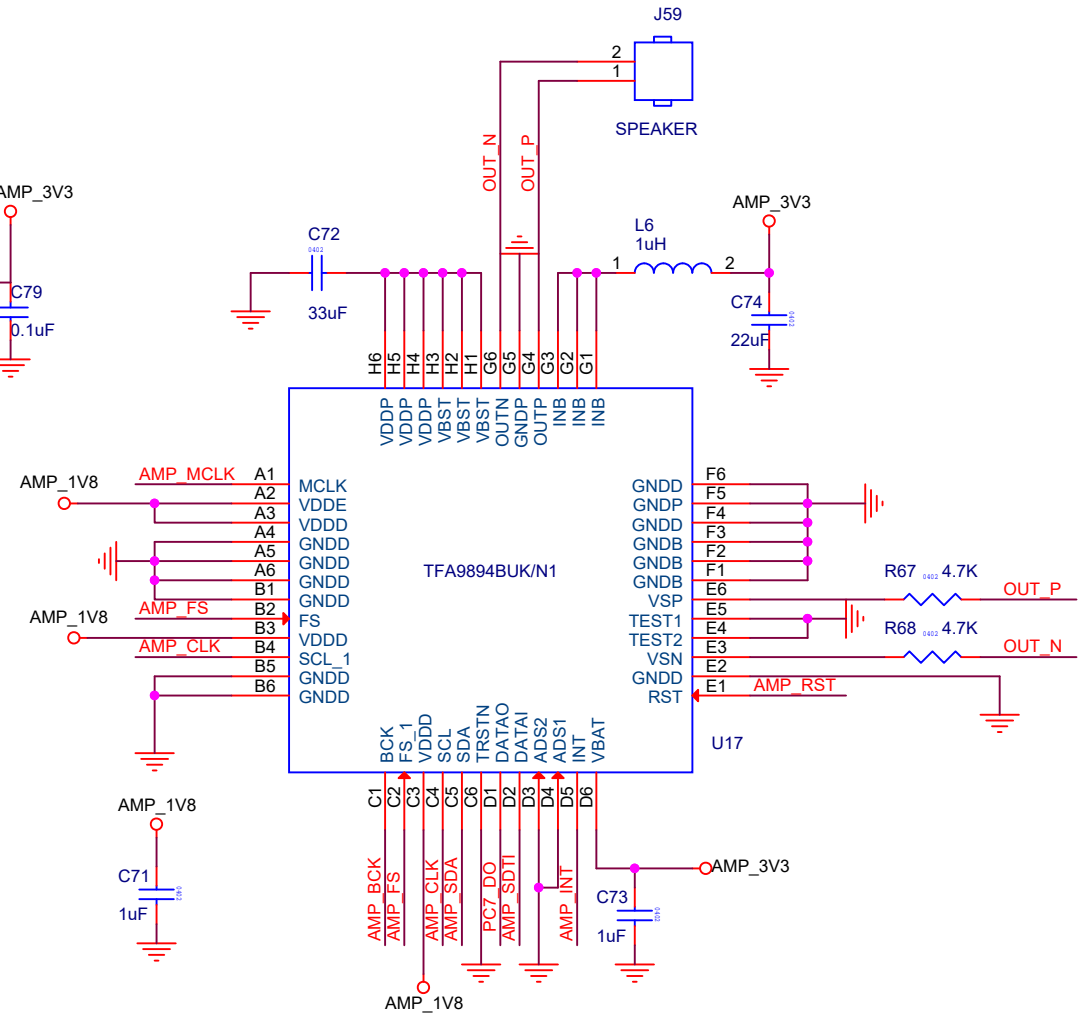 J59
2
1
SPEAKER
OUT_N
OUT_P
AMP_3V3
C79
0.1uF
C72
0402
33uF
L6
1uH
1
2
AMP_3V3
C74
0402
22uF
H6
H5
H4
H3
H2
H1
G6
G5
G4
G3
G2
G1
VDDP
VDDP
VDDP
VBST
VBST
VBST
OUTN
GNDP
OUTP
INB
INB
INB
AMP_1V8
AMP_MCLK
A1
MCLK
A2
VDDE
A3
VDDD
A4
GNDD
A5
GNDD
A6
GNDD
B1
GNDD
AMP_1V8
AMP_FS
B2
FS
B3
VDDD
AMP_CLK
B4
SCL_1
B5
GNDD
B6
GNDD
TFA9894BUK/N1
GNDD
F6
GNDP
F5
GNDD
F4
GNDB
F3
GNDB
F2
GNDB
F1
VSP
E6
R67
0402
4.7K
OUT_P
TEST1
E5
TEST2
E4
VSN
E3
R68
0402
4.7K
OUT_N
GNDD
E2
RST
E1
AMP_RST
U17
BCK
FS_1
VDDD
SCL
SDA
TRSTN
DATAO
DATAI
ADS2
ADS1
INT
VBAT
C1
C2
C3
C4
C5
C6
D1
D2
D3
D4
D5
D6
AMP_BCK
AMP_FS
AMP_CLK
AMP_SDA
PC7_DO
AMP_SDTI
AMP_INT
AMP_3V3
C73
0402
1uF
AMP_1V8
C71
0402
1uF
AMP_1V8